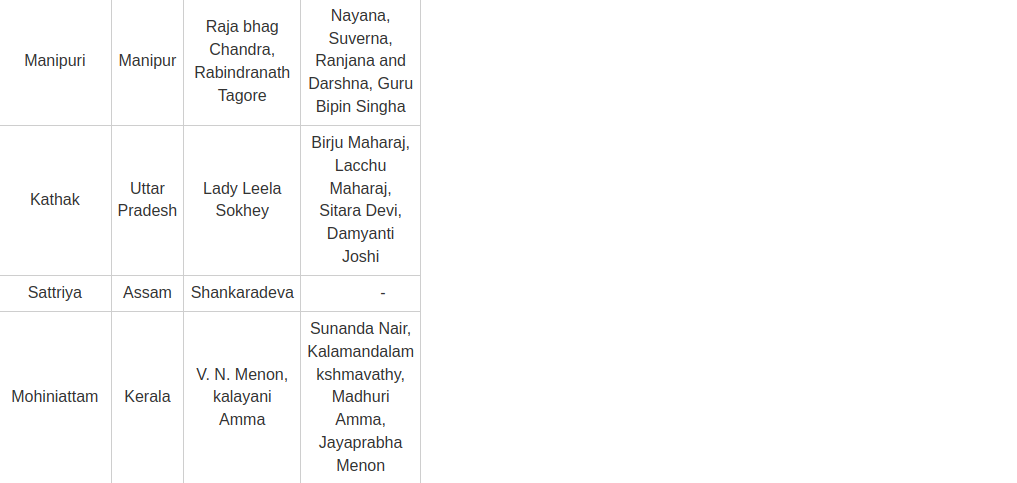 Manipuri
Manipur
Raja bhag
Chandra,
Rabindranath
Tagore
Nayana,
Suverna,
Ranjana and
Darshna, Guru
Bipin Singha
Kathak
Uttar
Pradesh
Lady Leela
Sokhey
Birju Maharaj,
Lacchu
Maharaj,
Sitara Devi,
Damyanti
Joshi
Sattriya
Assam
Shankaradeva
-
Mohiniattam
Kerala
V. N. Menon,
kalayani
Amma
Sunanda Nair,
Kalamandalam
kshmavathy,
Madhuri
Amma,
Jayaprabha
Menon